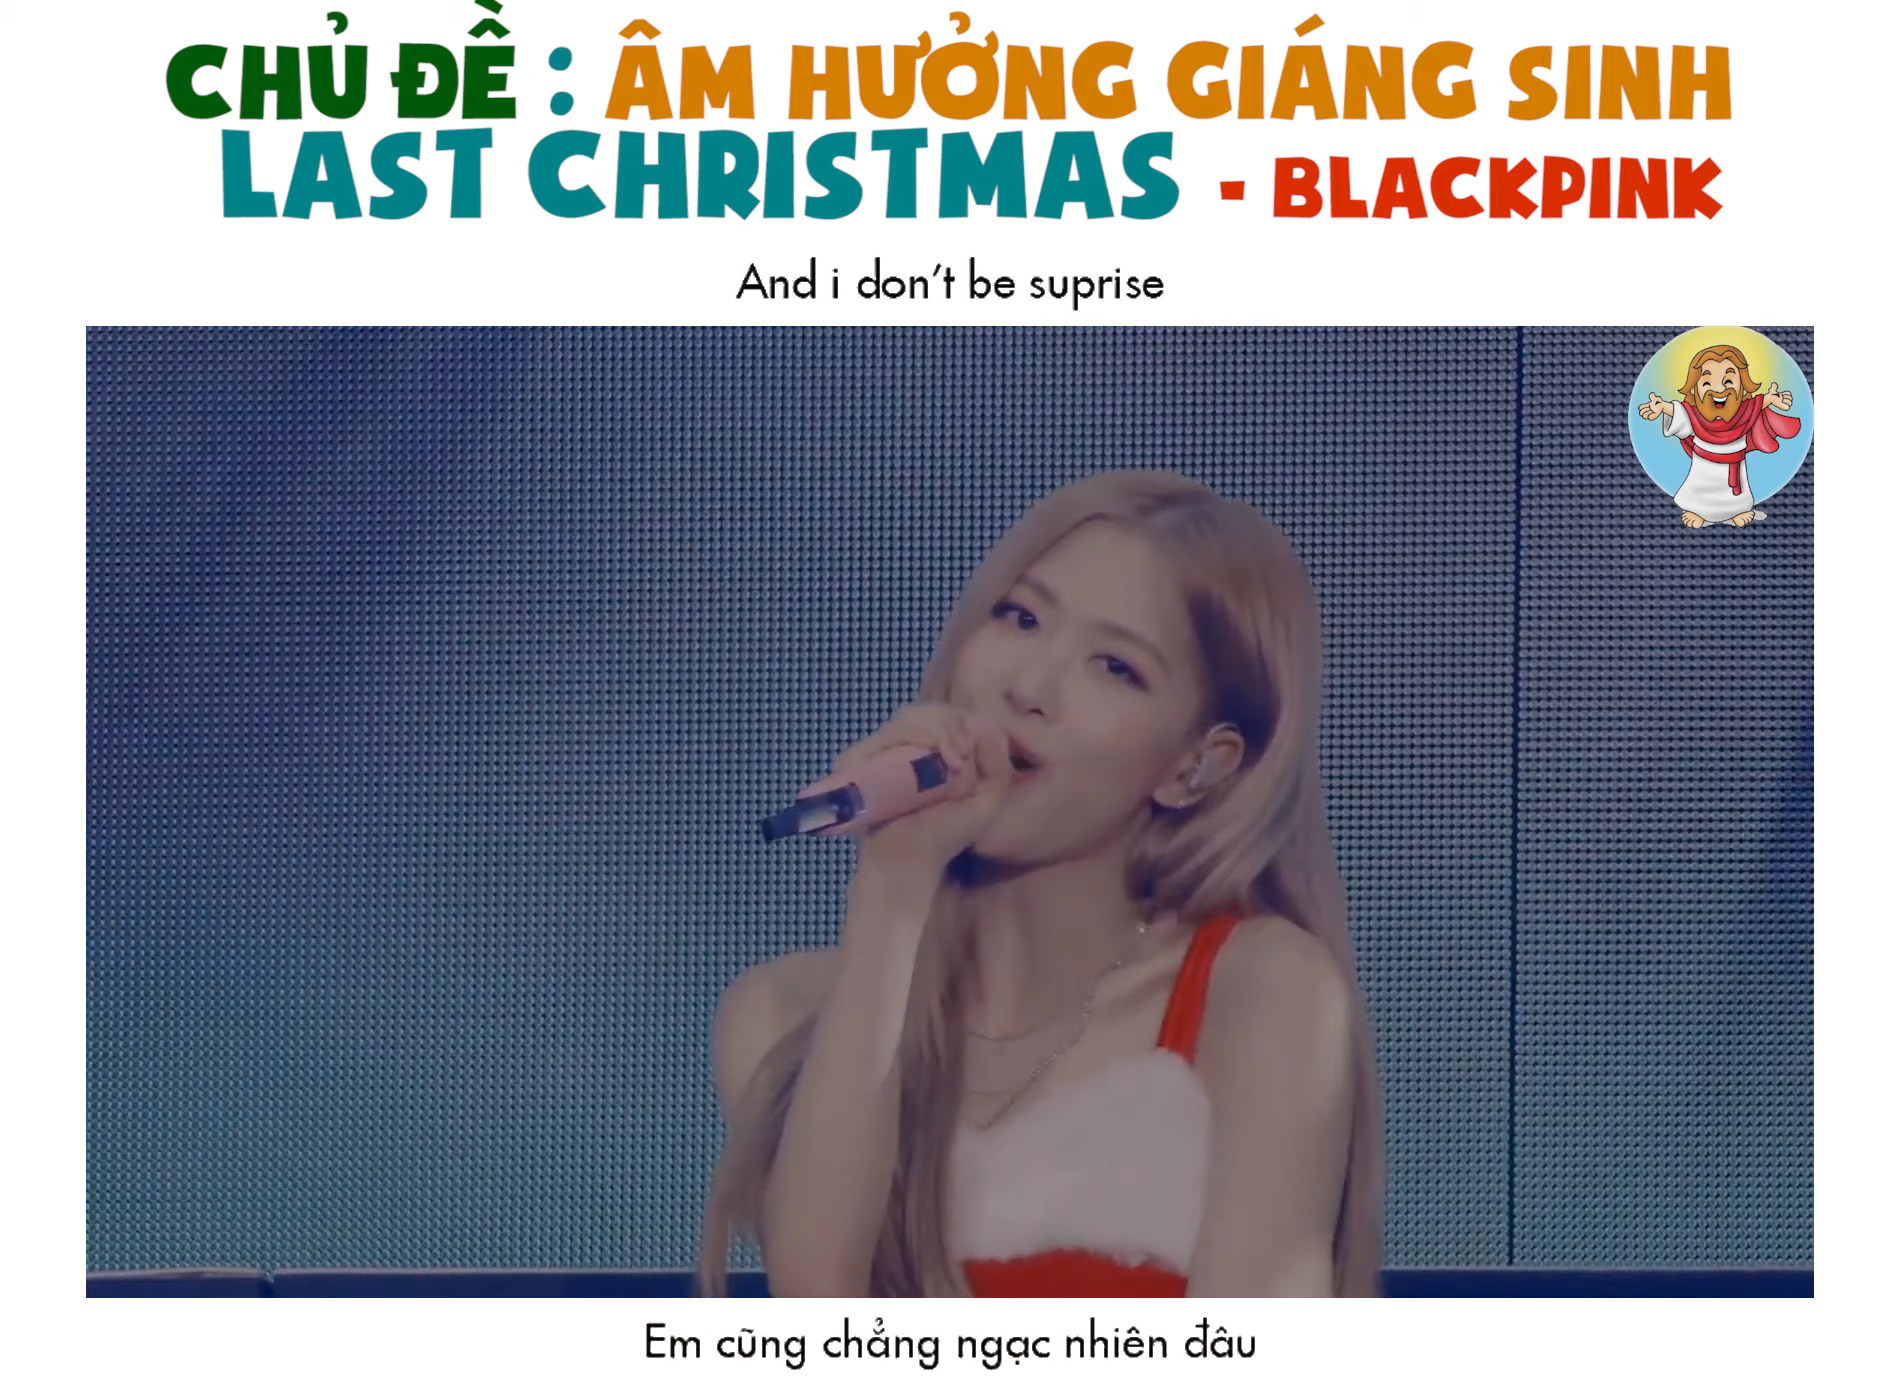 CHỦ ĐỀ : ÂM HƯỞNG GIÁNG SINH
LAST CHRISTMAS - BLACKPINK
And i don't be suprise
Em cũng chẳng ngạc nhiên đâu